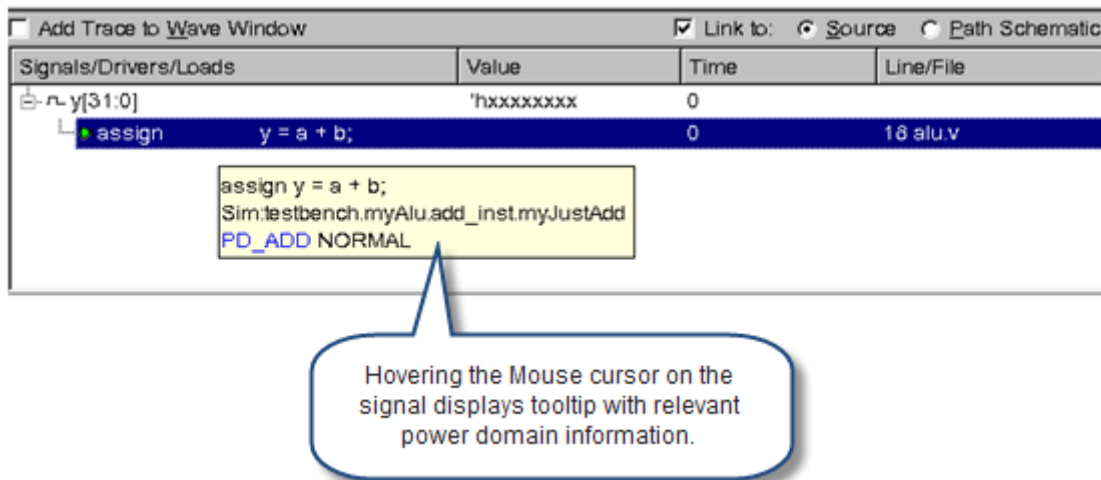 Add Trace to Wave Window Link to: Source Path Schematic
Signals/Drivers/Loads Value Time Line/File
y[31:0] 'hxxxxxxxx 0
assign y = a + b; 0 18 alu.v
assign y = a + b;
Sim:testbench.myAlu.add_inst.myJustAdd
PD_ADD NORMAL
Hovering the Mouse cursor on the
signal displays tooltip with relevant
power domain information.